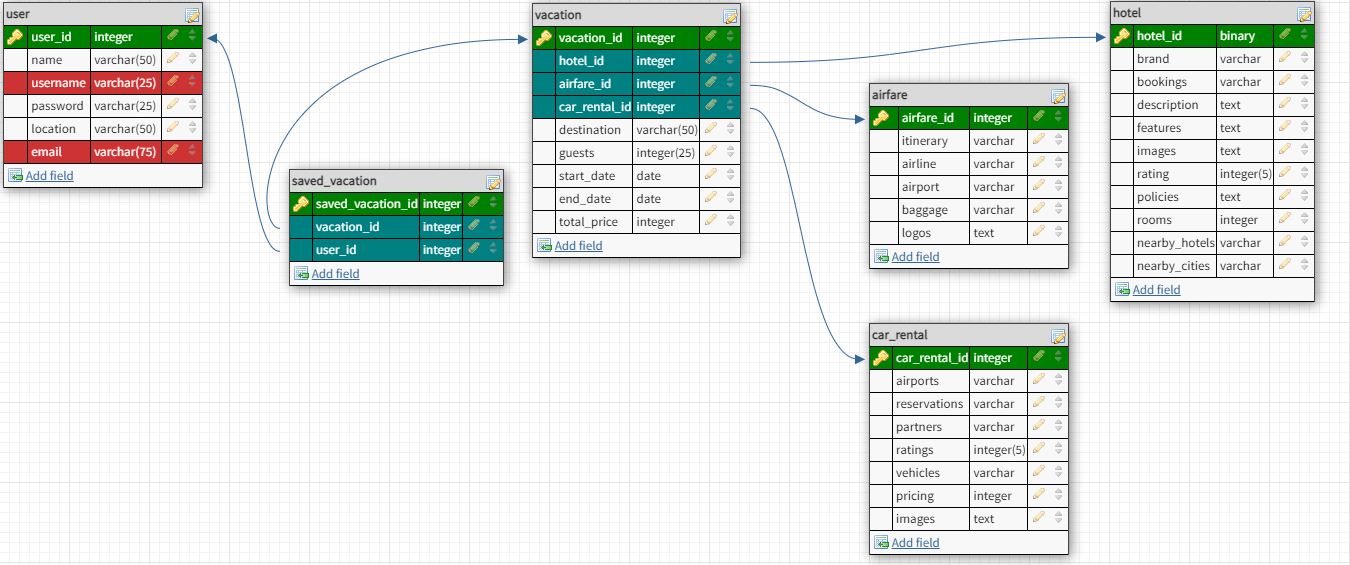 user
user_id integer
name varchar(50)
username varchar(25)
password varchar(25)
location varchar(50)
email varchar(75)
Add field
saved_vacation
saved_vacation_id integer
vacation_id integer
user_id integer
Add field
vacation
vacation_id integer
hotel_id integer
airfare_id integer
car_rental_id integer
destination varchar(50)
guests integer(25)
start_date date
end_date date
total_price integer
Add field
airfare
airfare_id integer
itinerary varchar
airline varchar
airport varchar
baggage varchar
logos text
Add field
car_rental
car_rental_id integer
airports varchar
reservations varchar
partners varchar
ratings integer(5)
vehicles varchar
pricing integer
images text
Add field
hotel
hotel_id binary
brand varchar
bookings varchar
description text
features text
images text
rating integer(5)
policies text
rooms integer
nearby_hotels varchar
nearby_cities varchar
Add field